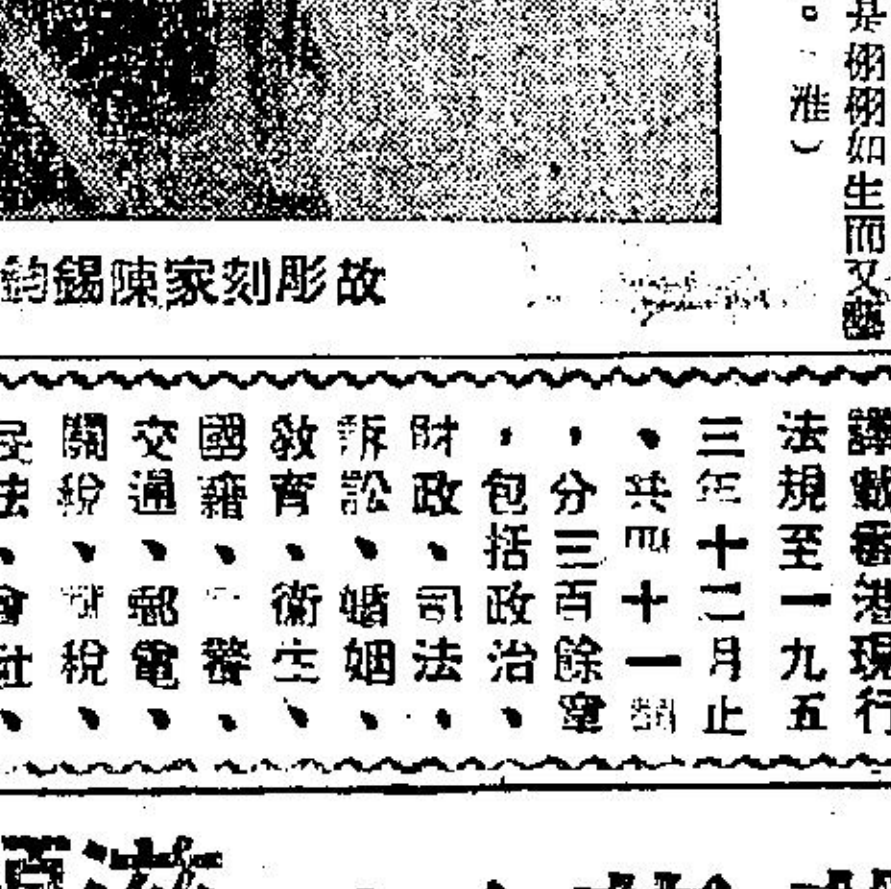 是栩栩如生而又藝
。淮）
故彫刻家陳錫鈞
譯載香港現行
法規至一九五
三年十二月止
、共四十一類
，分三百餘章
，包括政治、
財政、司法、
訴訟、婚姻、
教育、衛生、
國籍、警
交通、郵電、
關稅、稅、
民法、會社、